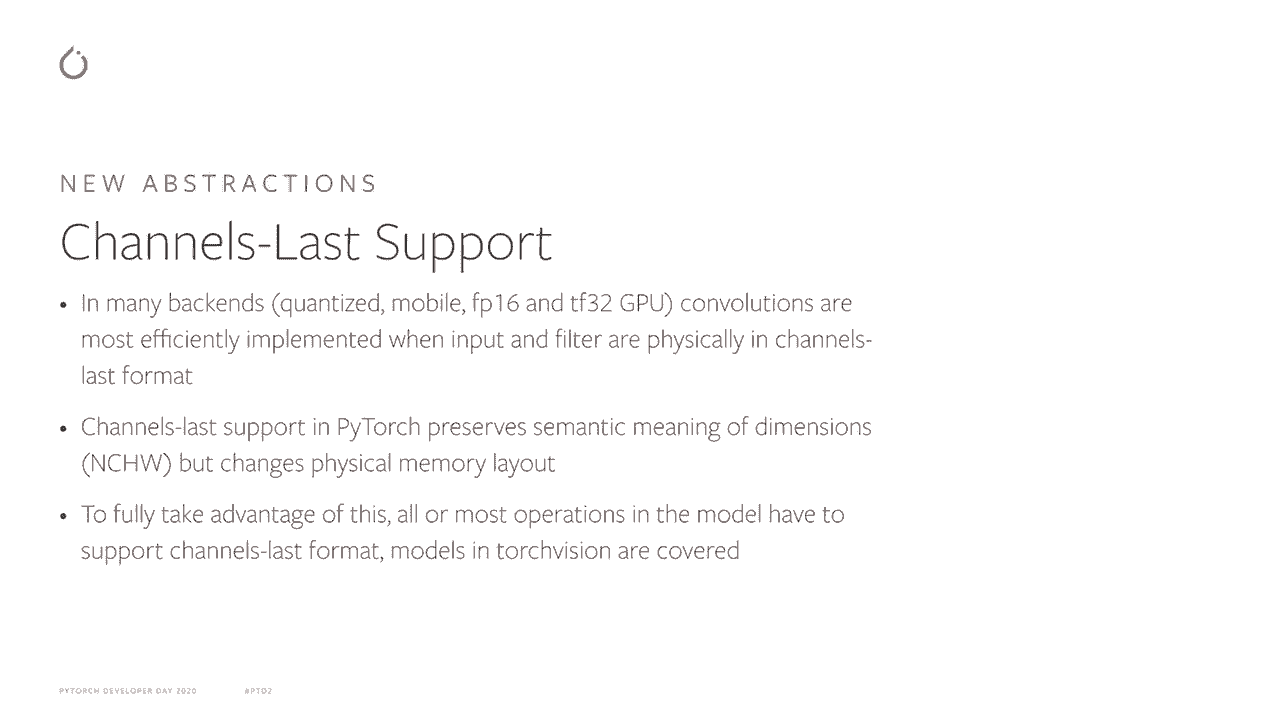 NEW ABSTRACTIONS
Channels-Last Support
• In many backends (quantized, mobile, fp16 and tf32 GPU) convolutions are
most efficiently implemented when input and filter are physically in channels-
last format
• Channels-last support in PyTorch preserves semantic meaning of dimensions
(NCHW) but changes physical memory layout
• To fully take advantage of this, all or most operations in the model have to
support channels-last format, models in torchvision are covered
PYTORCH DEVELOPER DAY 2020 #PTD2